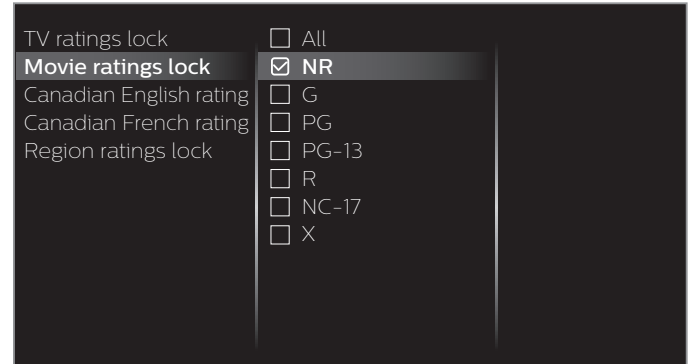 TV ratings lock
Movie ratings lock
Canadian English rating
Canadian French rating
Region ratings lock
All
NR
G
PG
PG-13
R
NC-17
X